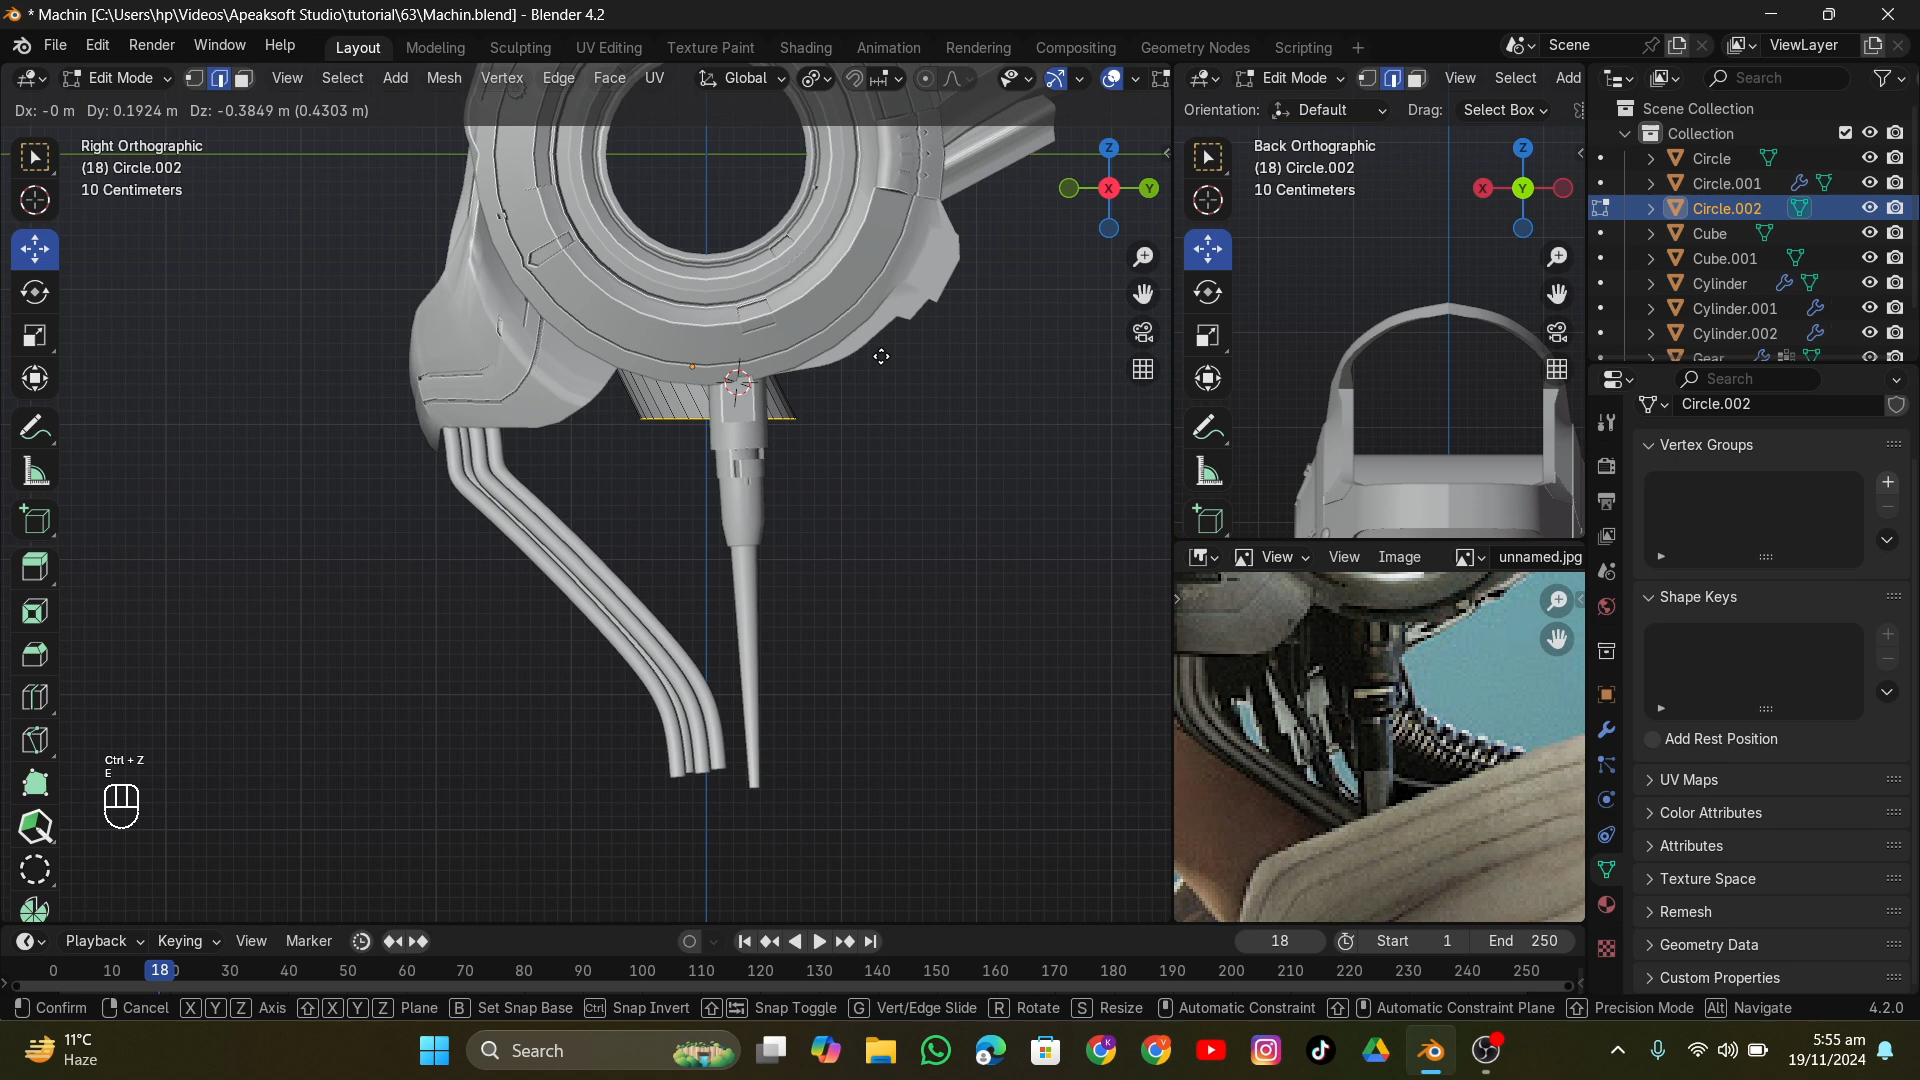 * Machin [C:\Users\hp\Videos\Apeaksoft Studio\tutorial\63\Machin.blend] - Blender 4.2
File Edit Render Window Help
Layout Modeling Sculpting UV Editing Texture Paint Shading Animation Rendering Compositing Geometry Nodes Scripting +
Scene
ViewLayer
Edit Mode View Select Add Mesh Vertex Edge Face UV Global
Edit Mode View Select Add
Search
Dx: -0 m Dy: 0.1924 m Dz: -0.3849 m (0.4303 m)
Orientation: Default Drag: Select Box
Right Orthographic
(18) Circle.002
10 Centimeters
Z
X
Y
Back Orthographic
(18) Circle.002
10 Centimeters
Z
X
Y
Scene Collection
Collection
Circle
Circle.001
Circle.002
Cube
Cube.001
Cylinder
Cylinder.001
Cylinder.002
Gear
Search
Circle.002
Vertex Groups
Shape Keys
Add Rest Position
UV Maps
Color Attributes
Attributes
Texture Space
Remesh
Geometry Data
Custom Properties
View View Image unnamed.jpg
Ctrl + Z
E
Playback Keying View Marker
18 Start 1 End 250
0 10 18 30 40 50 60 70 80 90 100 110 120 130 140 150 160 170 180 190 200 210 220 230 240 250
Confirm Cancel X Y Z Axis X Y Z Plane B Set Snap Base Ctrl Snap Invert Snap Toggle G Vert/Edge Slide R Rotate S Resize Automatic Constraint Automatic Constraint Plane Precision Mode Alt Navigate 4.2.0
11°C
Haze
Search
5:55 am
19/11/2024